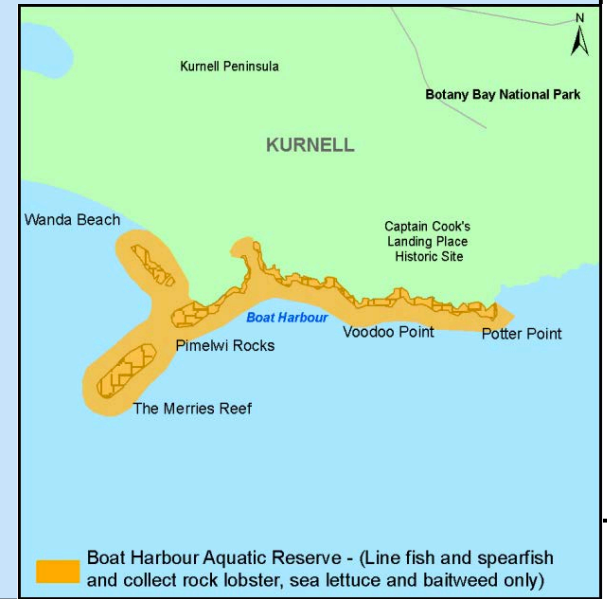 N
Kurnell Peninsula
Botany Bay National Park
KURNELL
Wanda Beach
Captain Cook's
Landing Place
Historic Site
Boat Harbour
Voodoo Point
Potter Point
Pimelwi Rocks
The Merries Reef
Boat Harbour Aquatic Reserve - (Line fish and spearfish
and collect rock lobster, sea lettuce and baitweed only)